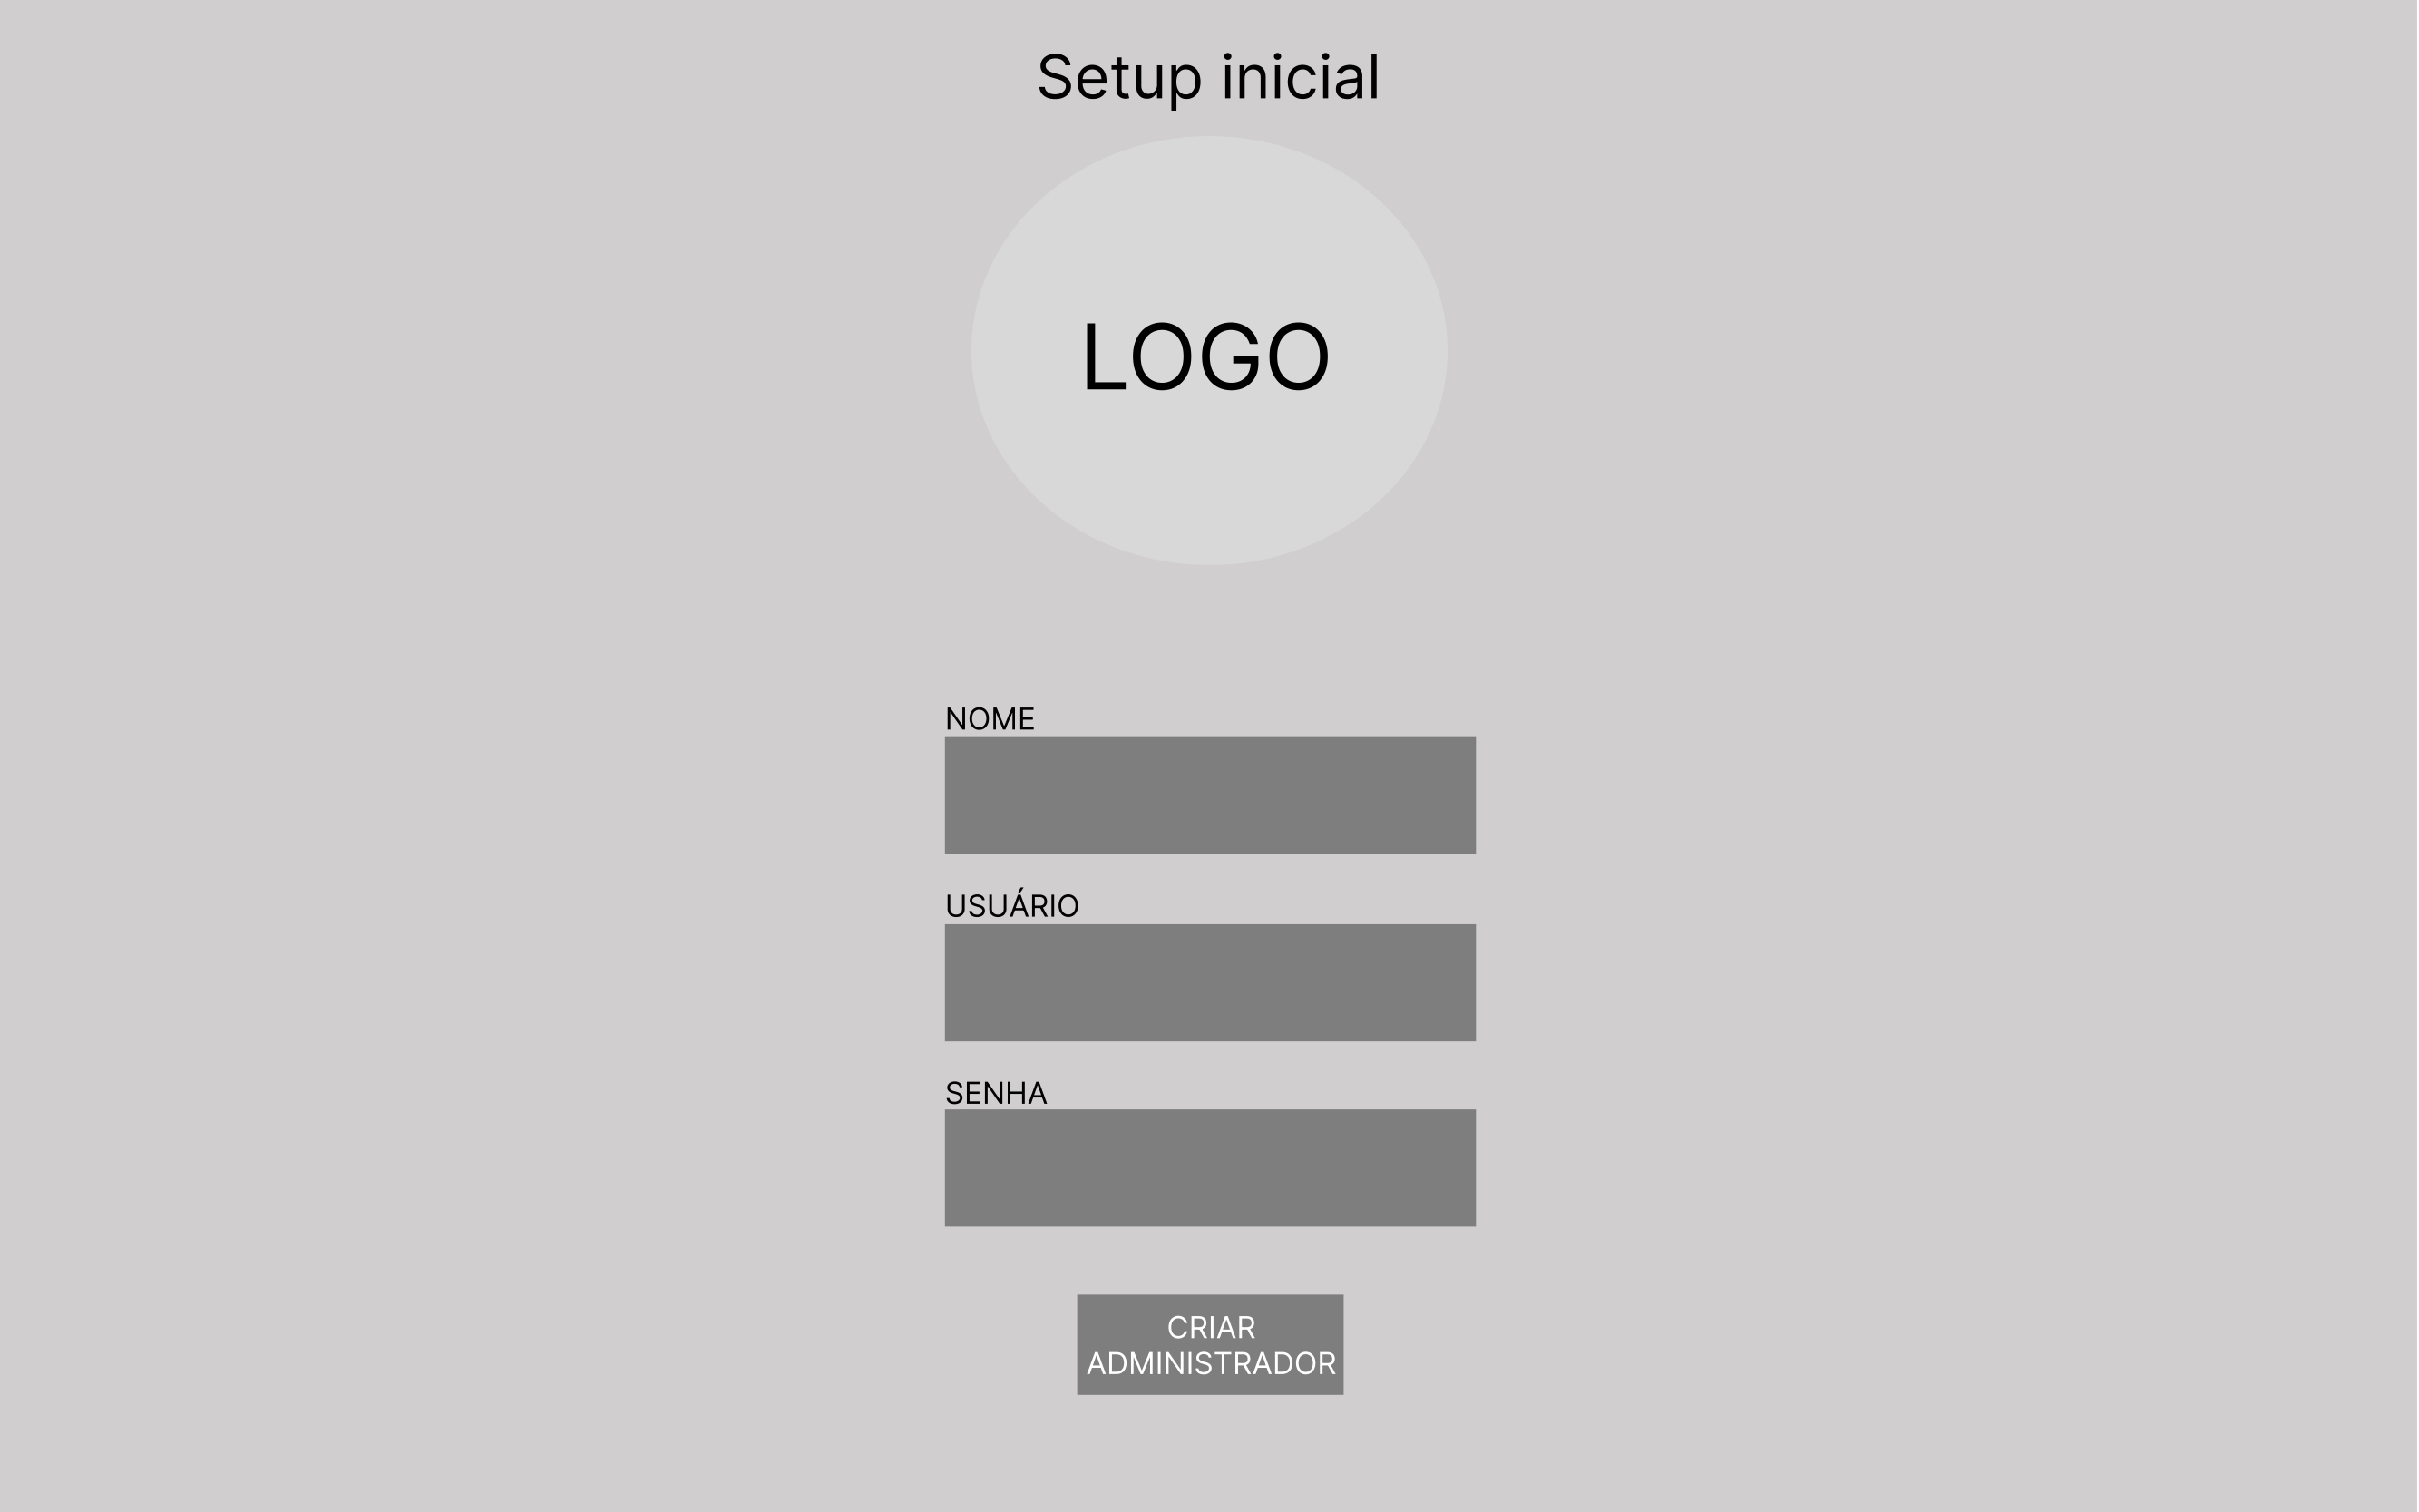 Setup inicial
LOGO
NOME
USUÁRIO
SENHA
CRIAR
ADMINISTRADOR